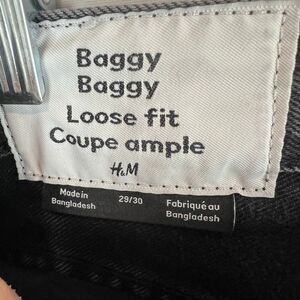 Baggy
Baggy
Loose fit
Coupe ample
H&M
Made in Bangladesh 29/30 Fabriqué au Bangladesh